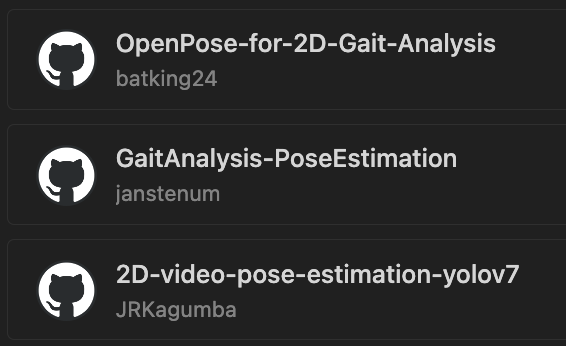 OpenPose-for-2D-Gait-Analysis
batking24
GaitAnalysis-PoseEstimation
janstenum
2D-video-pose-estimation-yolov7
JRKagumba